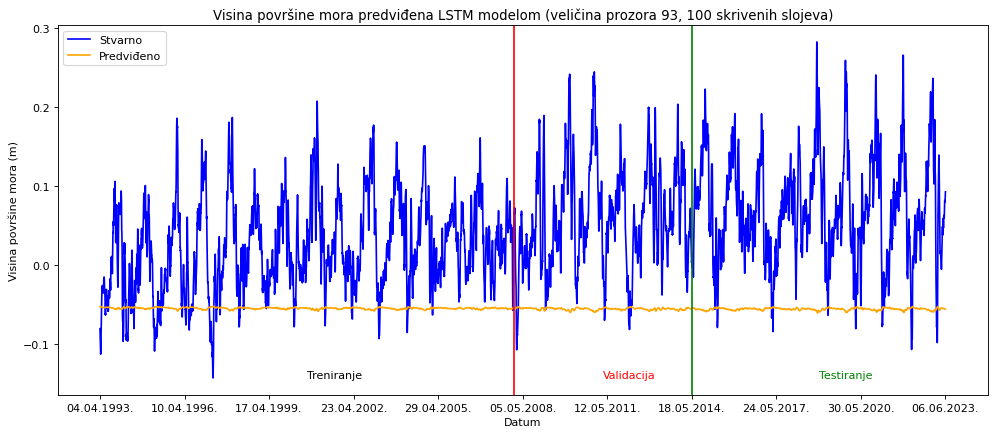 Visina površine mora predviđena LSTM modelom (veličina prozora 93, 100 skrivenih slojeva)
Stvarno
Predviđeno
Visina površine mora (m)
0.3
0.2
0.1
0.0
−0.1
Treniranje
Validacija
Testiranje
04.04.1993. 10.04.1996. 17.04.1999. 23.04.2002. 29.04.2005. 05.05.2008. 12.05.2011. 18.05.2014. 24.05.2017. 30.05.2020. 06.06.2023.
Datum